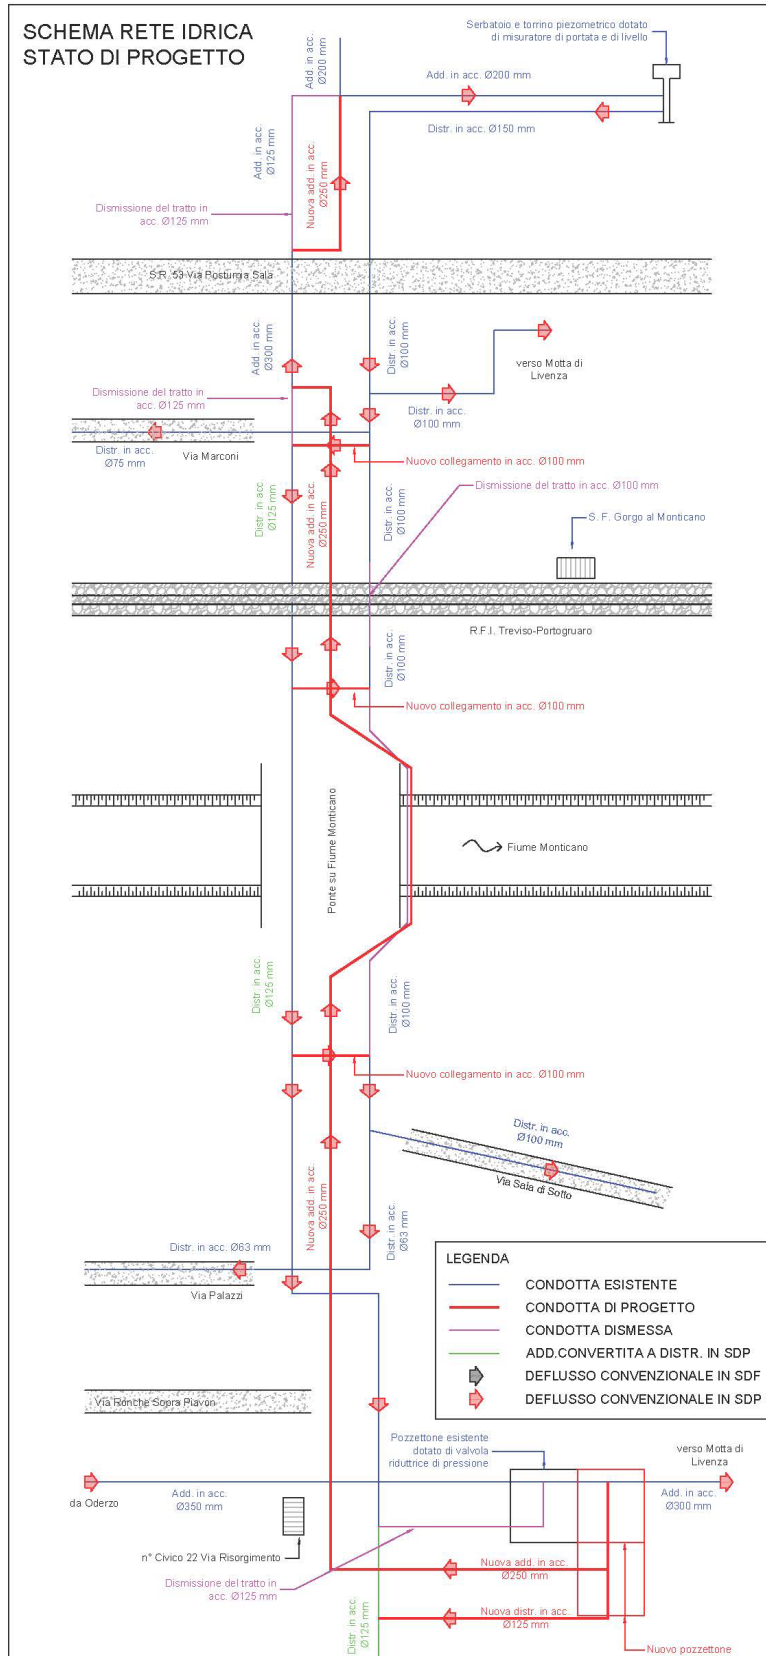 SCHEMA RETE IDRICA
STATO DI PROGETTO
Serbatoio e torrino piezometrico dotato
di misuratore di portata e di livello
Add. in acc.
Ø200 mm
Add. in acc Ø200 mm
Distr. in acc Ø150 mm
Add. in acc.
Ø125 mm
Nuova add. in acc.
Ø250 mm
Dismissione del tratto in
acc. Ø125 mm
S.R. 53 Via Postumia Sala
Add. in acc.
Ø300 mm
Distr. in acc.
Ø100 mm
verso Motta di
Livenza
Dismissione del tratto in
acc. Ø125 mm
Distr. in acc.
Ø100 mm
Distr. in acc.
Ø75 mm
Via Marconi
Nuovo collegamento in acc Ø100 mm
Distr. in acc
Ø125 mm
Nuova add. in acc.
Ø250 mm
Distr. in acc.
Ø100 mm
Dismissione del tratto in acc. Ø100 mm
S. F. Gorgo al Monticano
R.F.I. Treviso-Portogruaro
Distr. in acc.
Ø100 mm
Nuovo collegamento in acc. Ø100 mm
Ponte su Fiume Monticano
Fiume Monticano
Distr. in acc
Ø125 mm
Distr. in acc.
Ø100 mm
Nuovo collegamento in acc. Ø100 mm
Distr. in acc.
Ø100 mm
Via Sala di Sotto
Nuova add. in acc.
Ø250 mm
Distr. in acc.
Ø63 mm
Distr. in acc Ø63 mm
Via Palazzi
LEGENDA
CONDOTTA ESISTENTE
CONDOTTA DI PROGETTO
CONDOTTA DISMESSA
ADD.CONVERTITA A DISTR. IN SDP
DEFLUSSO CONVENZIONALE IN SDF
DEFLUSSO CONVENZIONALE IN SDP
Via Ronche Sopra Piavon
Pozzettone esistente
dotato di valvola
riduttrice di pressione
verso Motta di
Livenza
da Oderzo
Add. in acc.
Ø350 mm
Add. in acc.
Ø300 mm
n° Civico 22 Via Risorgimento
Dismissione del tratto in
acc. Ø125 mm
Nuova add. in acc.
Ø250 mm
Distr. in acc
Ø125 mm
Nuova distr. in acc.
Ø125 mm
Nuovo pozzettone